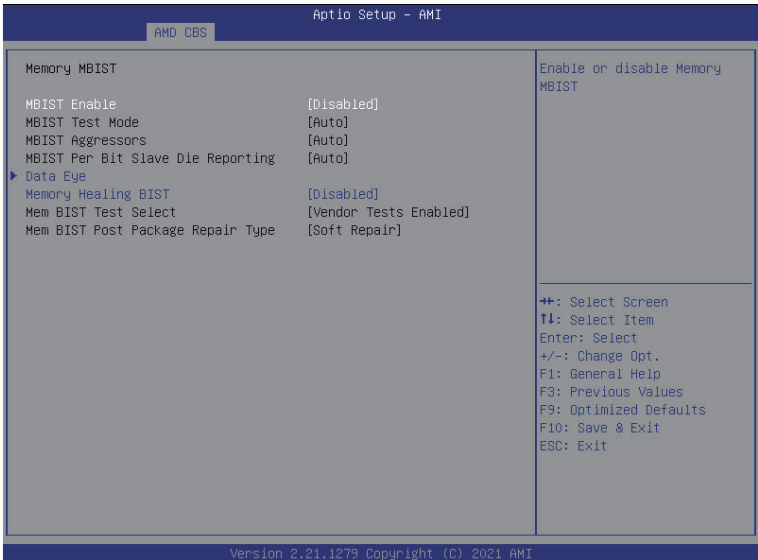 Aptio Setup – AMI
AMD CBS
Memory MBIST
MBIST Enable [Disabled]
MBIST Test Mode [Auto]
MBIST Aggressors [Auto]
MBIST Per Bit Slave Die Reporting [Auto]
Data Eye
Memory Healing BIST [Disabled]
Mem BIST Test Select [Vendor Tests Enabled]
Mem BIST Post Package Repair Type [Soft Repair]
Enable or disable Memory
MBIST
→←: Select Screen
↑↓: Select Item
Enter: Select
+/-: Change Opt.
F1: General Help
F3: Previous Values
F9: Optimized Defaults
F10: Save & Exit
ESC: Exit
Version 2.21.1279 Copyright (C) 2021 AMI